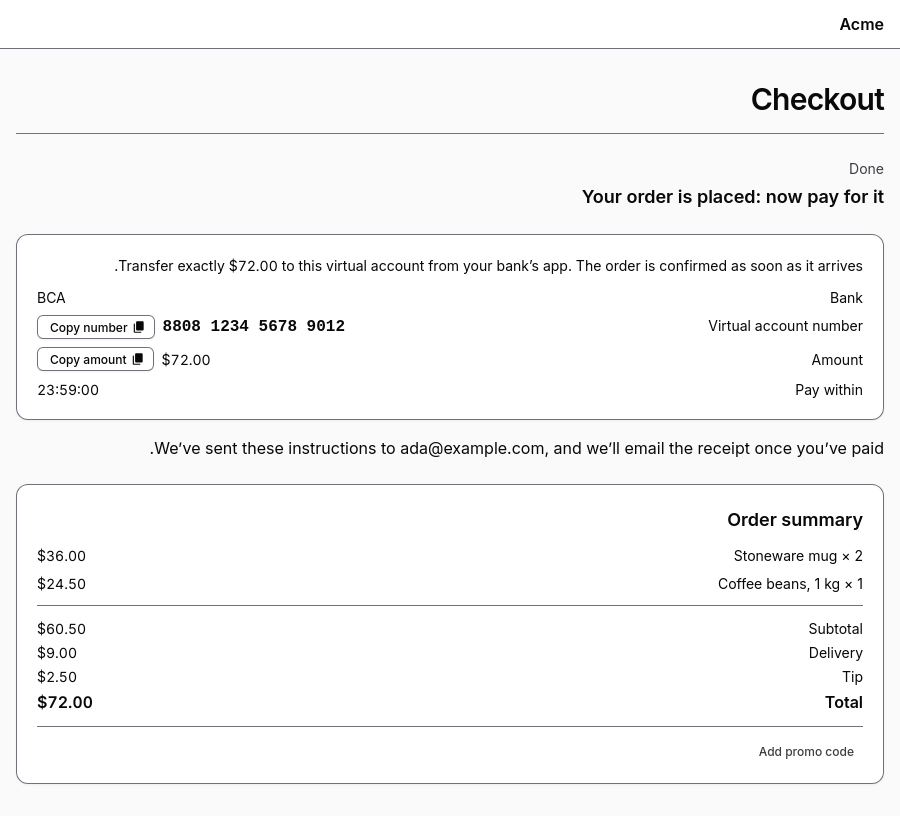 Acme
Checkout
Done
Your order is placed: now pay for it
.Transfer exactly $72.00 to this virtual account from your bank’s app. The order is confirmed as soon as it arrives
Bank BCA
Virtual account number 8808 1234 5678 9012 Copy number
Amount $72.00 Copy amount
Pay within 23:59:00
.We’ve sent these instructions to ada@example.com, and we’ll email the receipt once you’ve paid
Order summary
Stoneware mug × 2 $36.00
Coffee beans, 1 kg × 1 $24.50
Subtotal $60.50
Delivery $9.00
Tip $2.50
Total $72.00
Add promo code